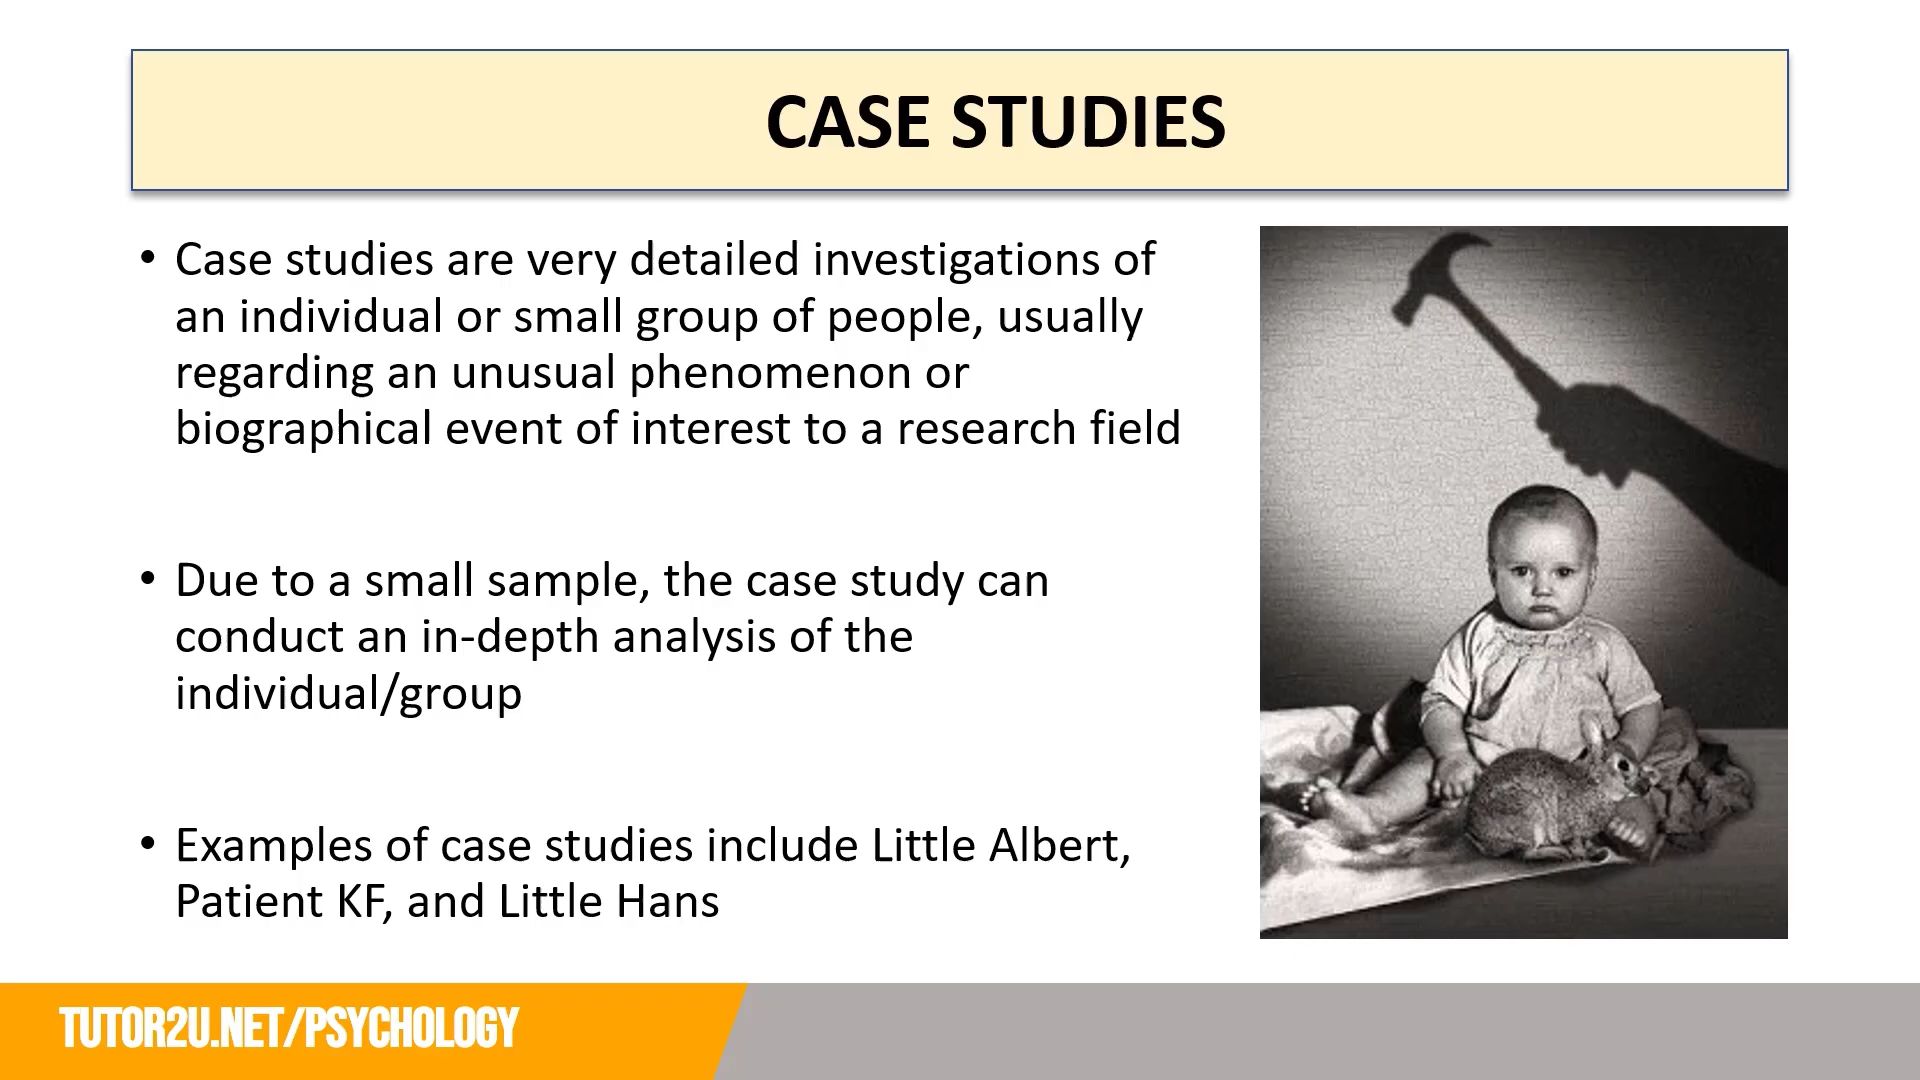 CASE STUDIES
• Case studies are very detailed investigations of
an individual or small group of people, usually
regarding an unusual phenomenon or
biographical event of interest to a research field
• Due to a small sample, the case study can
conduct an in-depth analysis of the
individual/group
• Examples of case studies include Little Albert,
Patient KF, and Little Hans
TUTOR2U.NET/PSYCHOLOGY